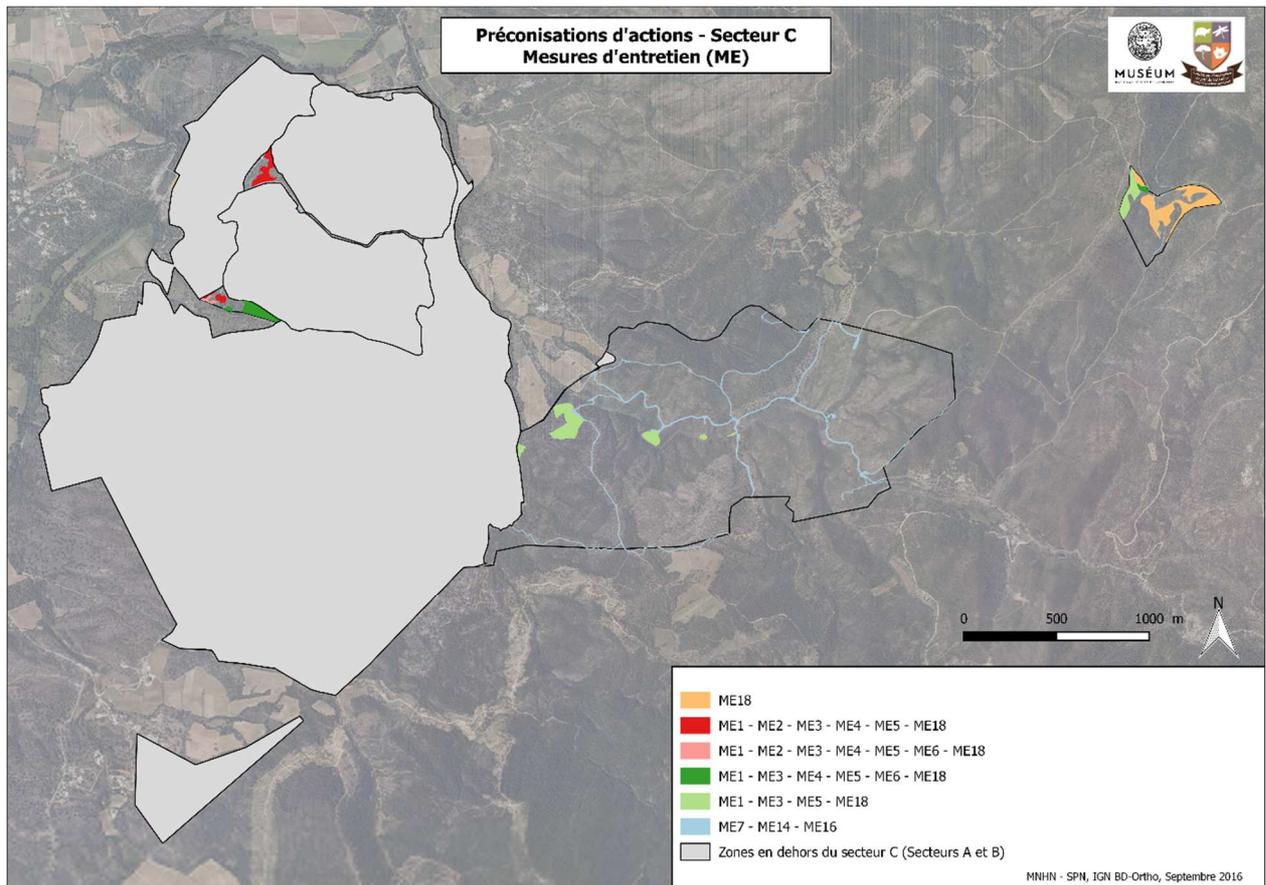 Préconisations d'actions - Secteur C
Mesures d'entretien (ME)
MUSÉUM
N
0 500 1000 m
ME18
ME1 - ME2 - ME3 - ME4 - ME5 - ME18
ME1 - ME2 - ME3 - ME4 - ME5 - ME6 - ME18
ME1 - ME3 - ME4 - ME5 - ME6 - ME18
ME1 - ME3 - ME5 - ME18
ME7 - ME14 - ME16
Zones en dehors du secteur C (Secteurs A et B)
MNHN - SPN, IGN BD-Ortho, Septembre 2016